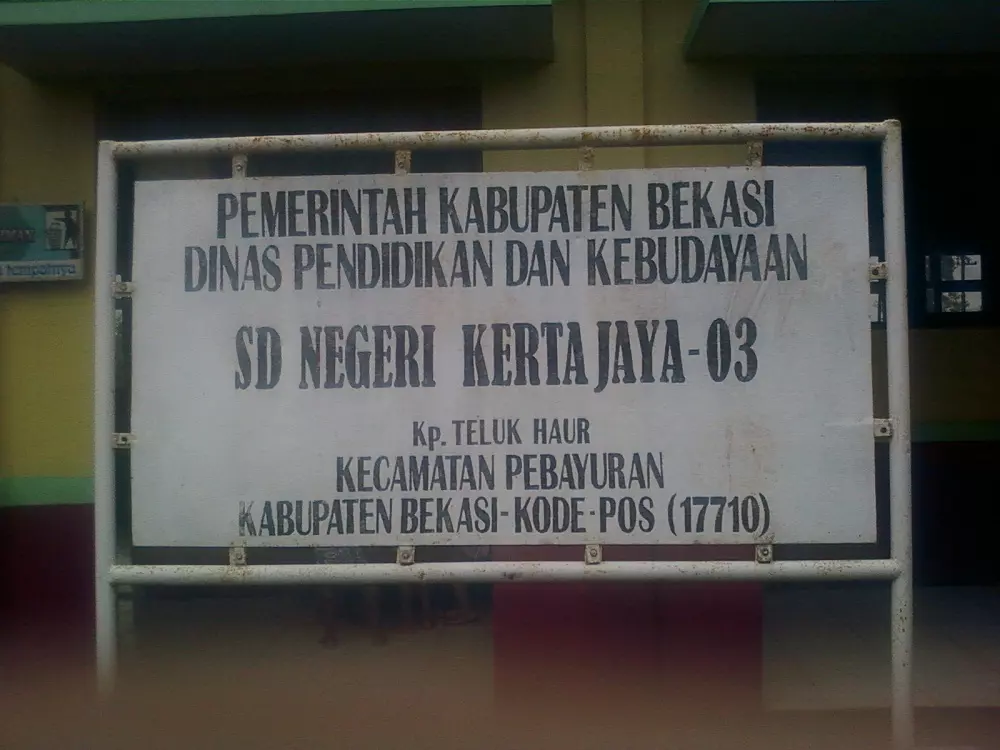 PEMERINTAH KABUPATEN BEKASI
DINAS PENDIDIKAN DAN KEBUDAYAAN
SD NEGERI KERTA JAYA-03
Kp. TELUK HAUR
KECAMATAN PEBAYURAN
KABUPATEN BEKASI-KODE-POS (17710)
tempatnya